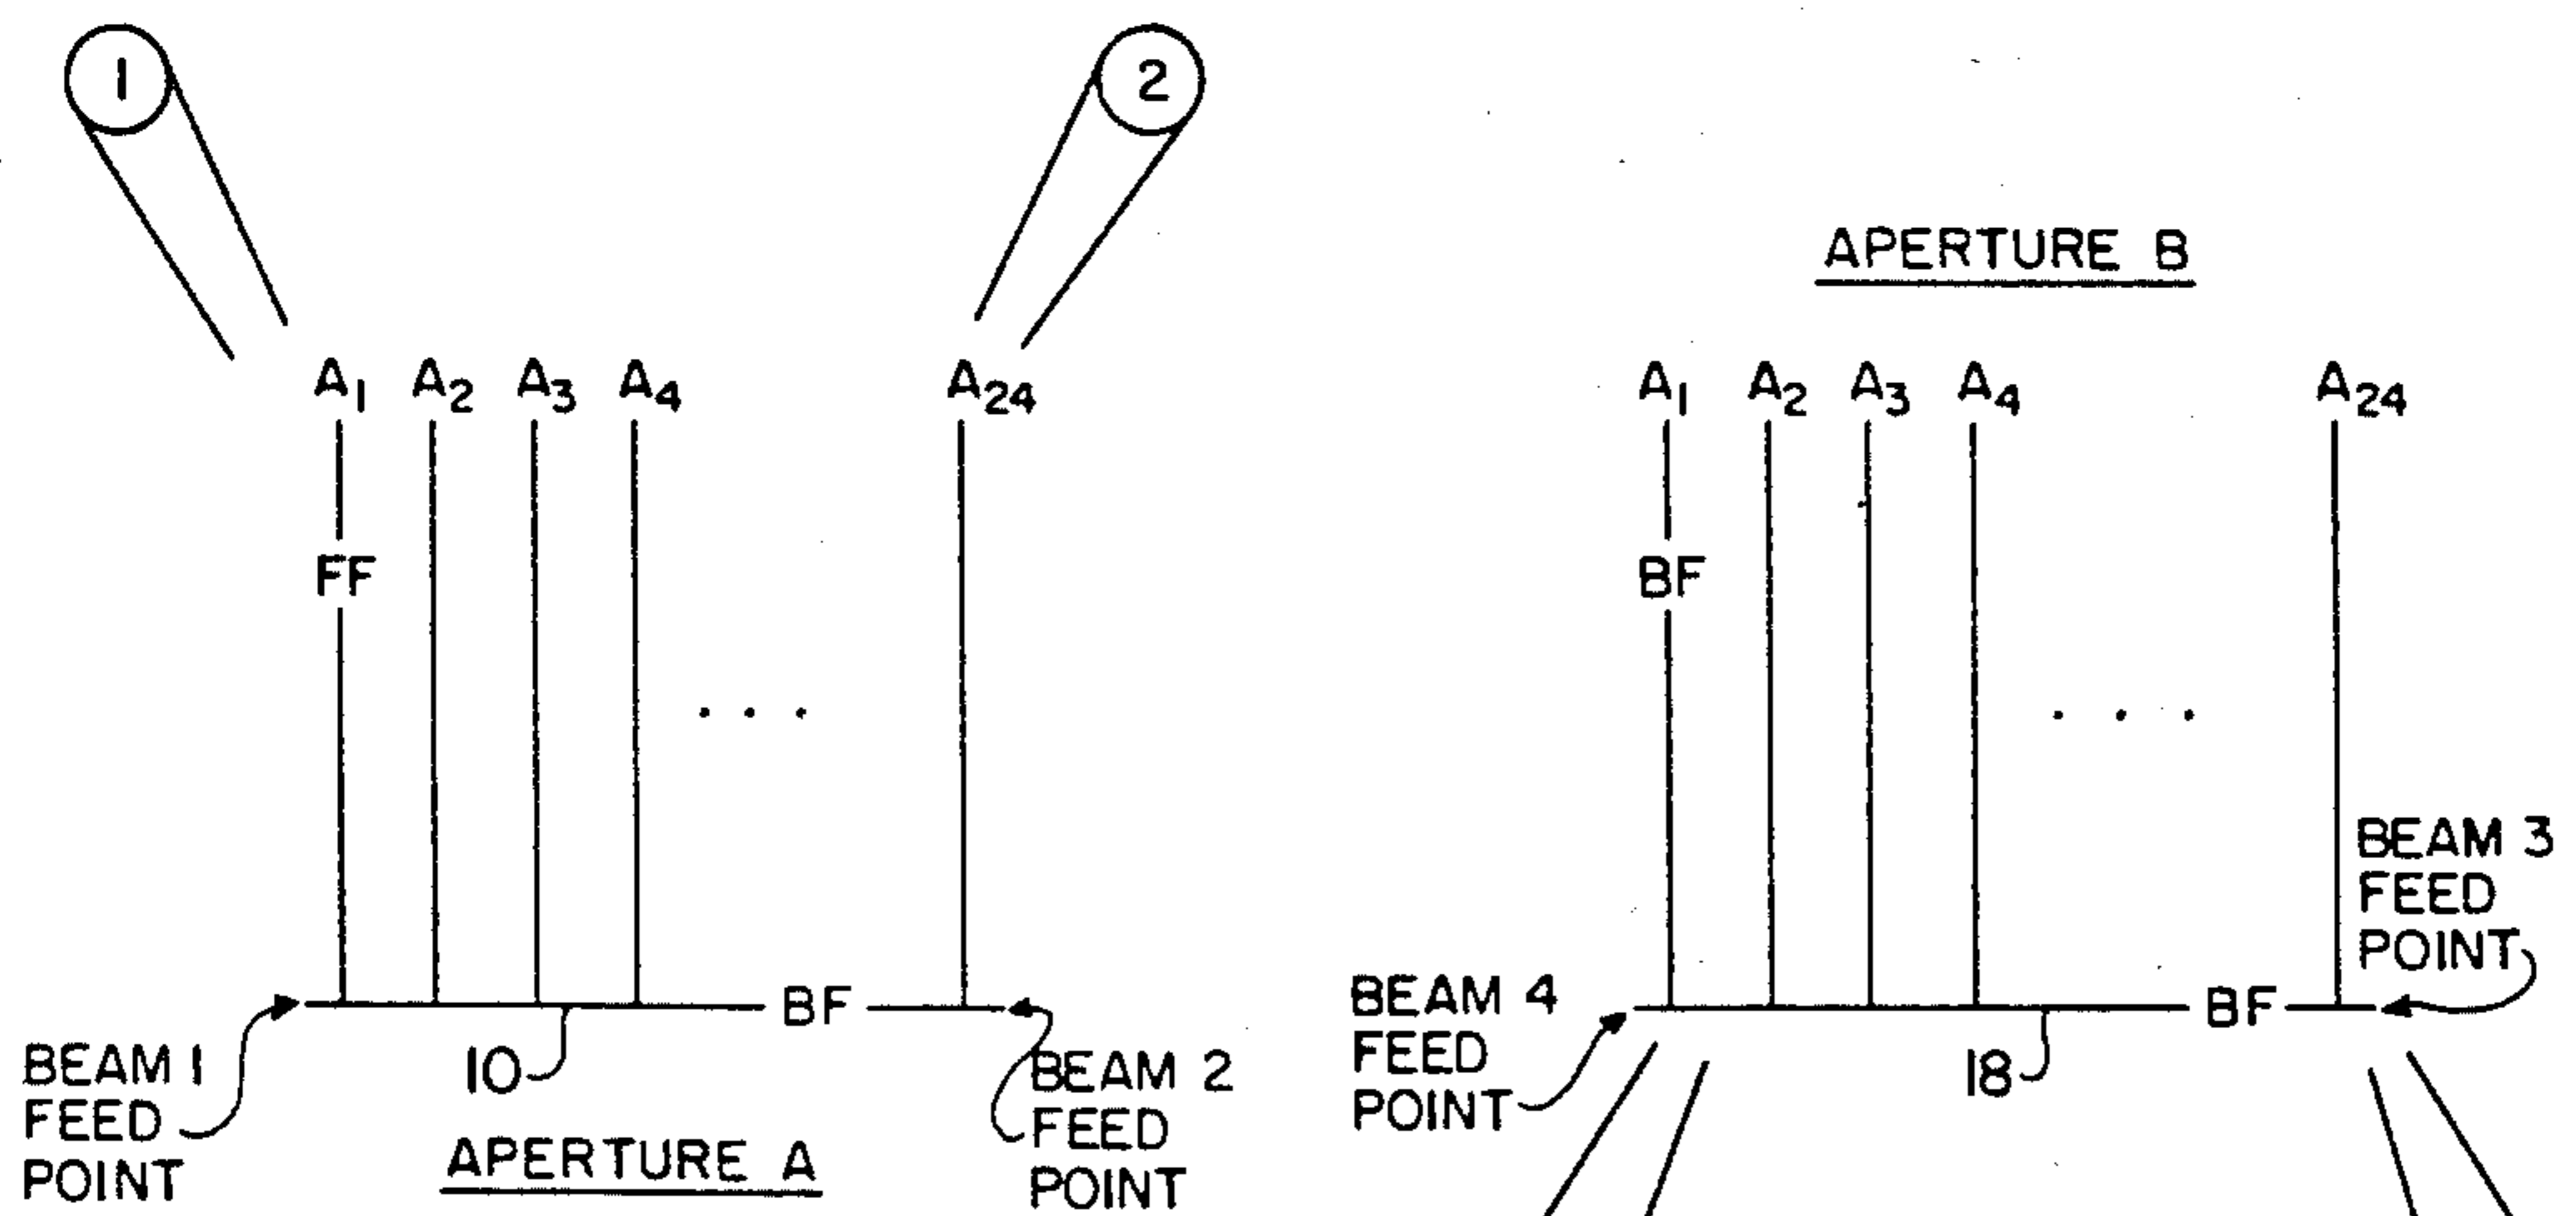 1
2
APERTURE B
A1 A2 A3 A4 A24
A1 A2 A3 A4 A24
FF
BF
BEAM 3
FEED
POINT
BF
BF
BEAM 1
FEED
POINT
10
BEAM 2
FEED
POINT
APERTURE A
BEAM 4
FEED
POINT
18